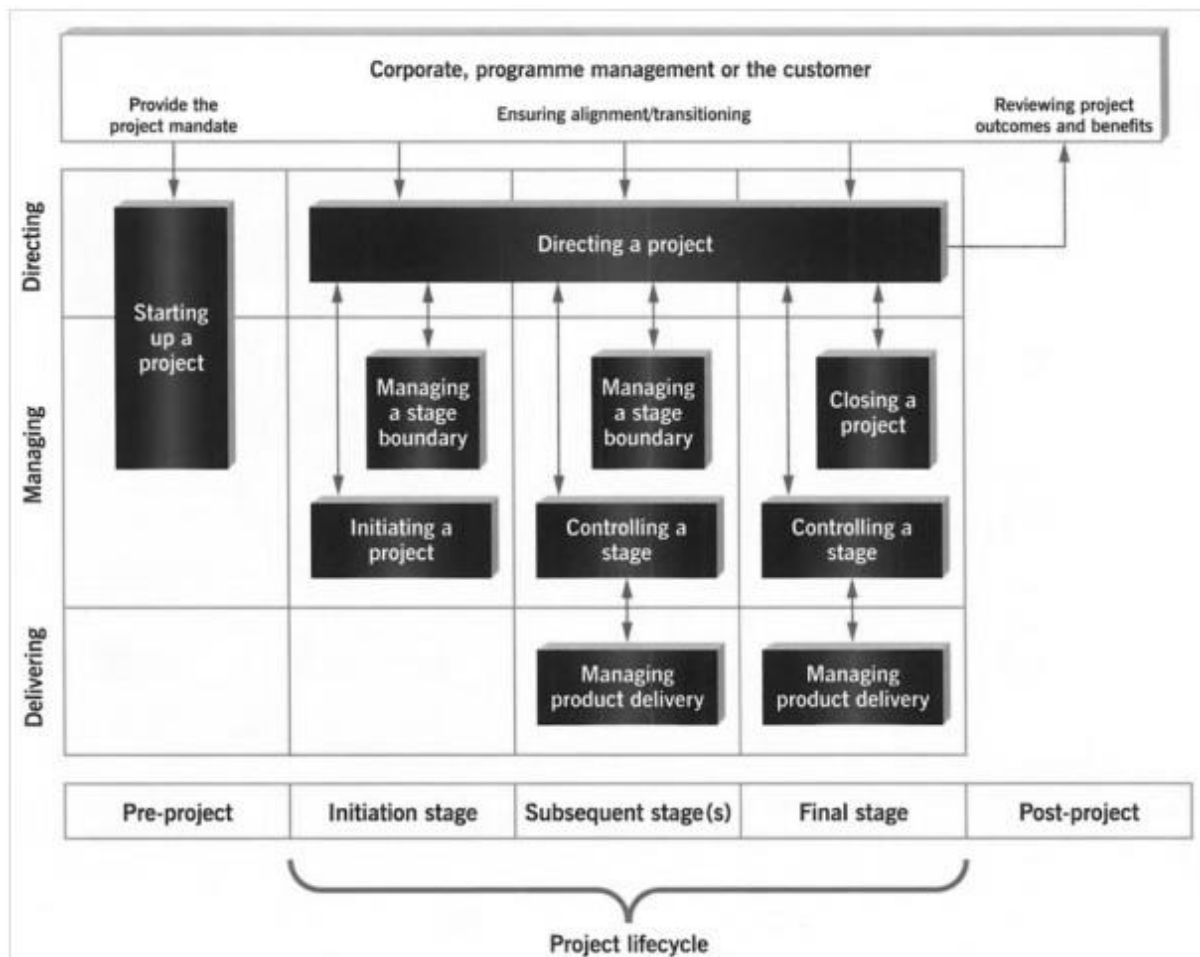 Corporate, programme management or the customer
Provide the
project mandate
Ensuring alignment/transitioning
Reviewing project
outcomes and benefits
Directing
Directing a project
Starting
up a
project
Managing
Managing
a stage
boundary
Managing
a stage
boundary
Closing a
project
Initiating a
project
Controlling a
stage
Controlling a
stage
Delivering
Managing
product delivery
Managing
product delivery
Pre-project
Initiation stage
Subsequent stage(s)
Final stage
Post-project
Project lifecycle